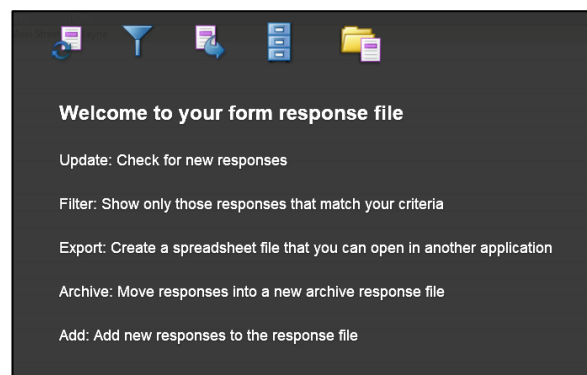 Welcome to your form response file
Update: Check for new responses
Filter: Show only those responses that match your criteria
Export: Create a spreadsheet file that you can open in another application
Archive: Move responses into a new archive response file
Add: Add new responses to the response file